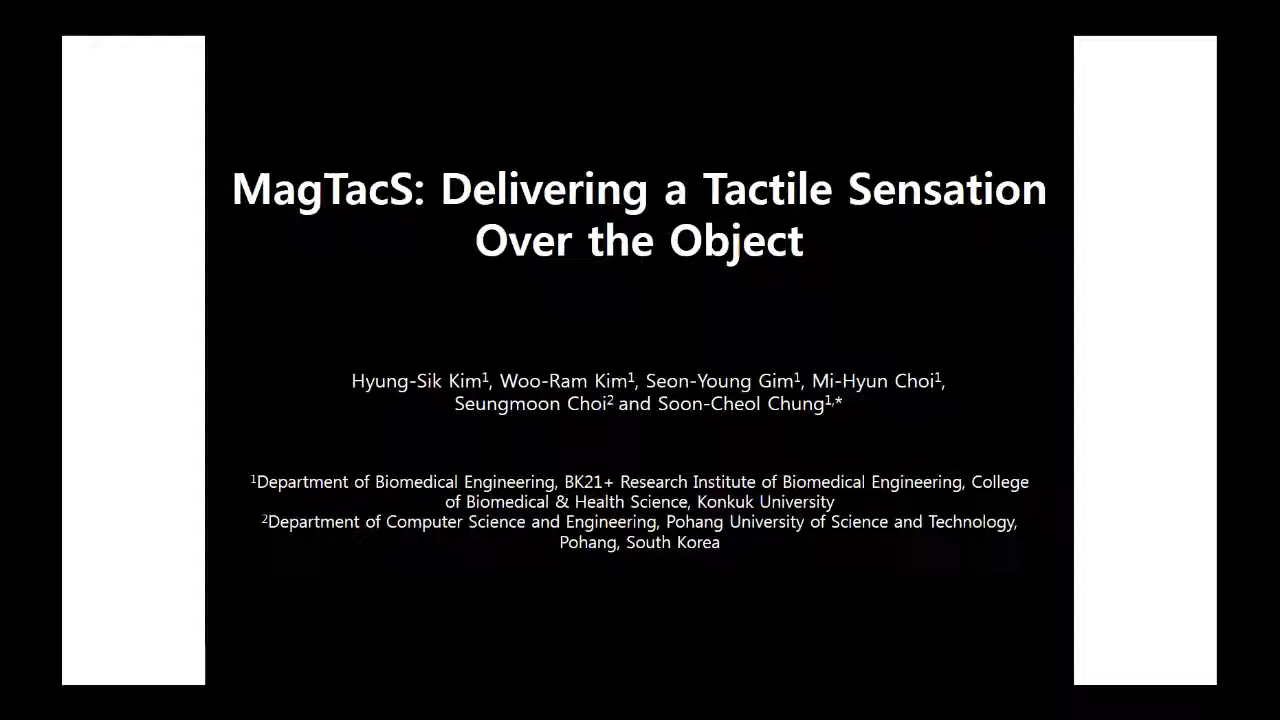 MagTacS: Delivering a Tactile Sensation
Over the Object
Hyung-Sik Kim¹, Woo-Ram Kim¹, Seon-Young Gim¹, Mi-Hyun Choi¹,
Seungmoon Choi² and Soon-Cheol Chung¹,*
¹Department of Biomedical Engineering, BK21+ Research Institute of Biomedical Engineering, College
of Biomedical & Health Science, Konkuk University
²Department of Computer Science and Engineering, Pohang University of Science and Technology,
Pohang, South Korea